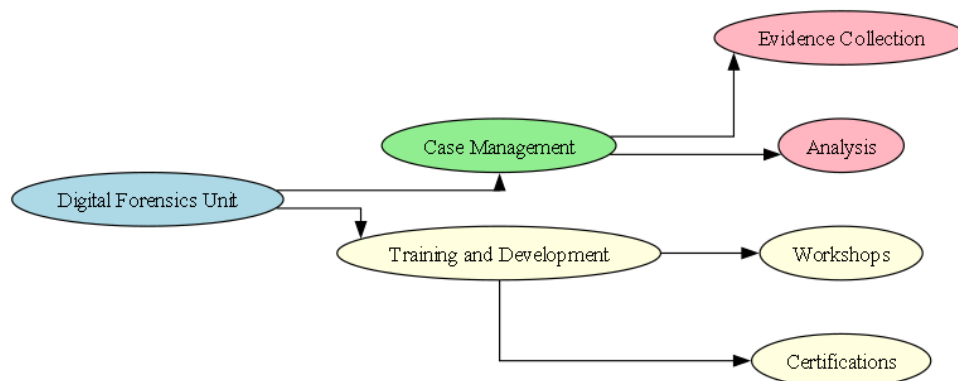 Evidence Collection
Case Management
Analysis
Digital Forensics Unit
Training and Development
Workshops
Certifications